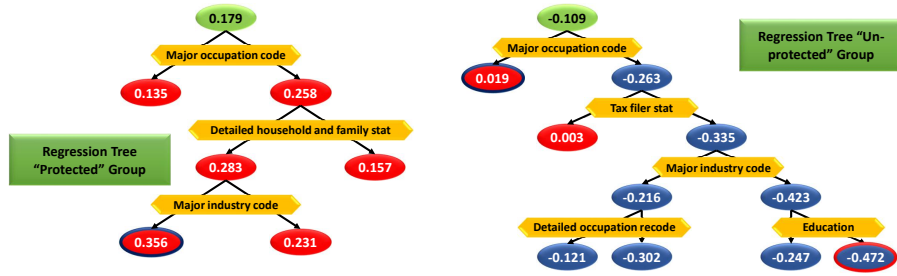 0.179
Major occupation code
0.135
0.258
Detailed household and family stat
Regression Tree
“Protected” Group
0.283
0.157
Major industry code
0.356
0.231
-0.109
Regression Tree “Un-
protected” Group
Major occupation code
0.019
-0.263
Tax filer stat
0.003
-0.335
Major industry code
-0.216
-0.423
Detailed occupation recode
Education
-0.121
-0.302
-0.247
-0.472